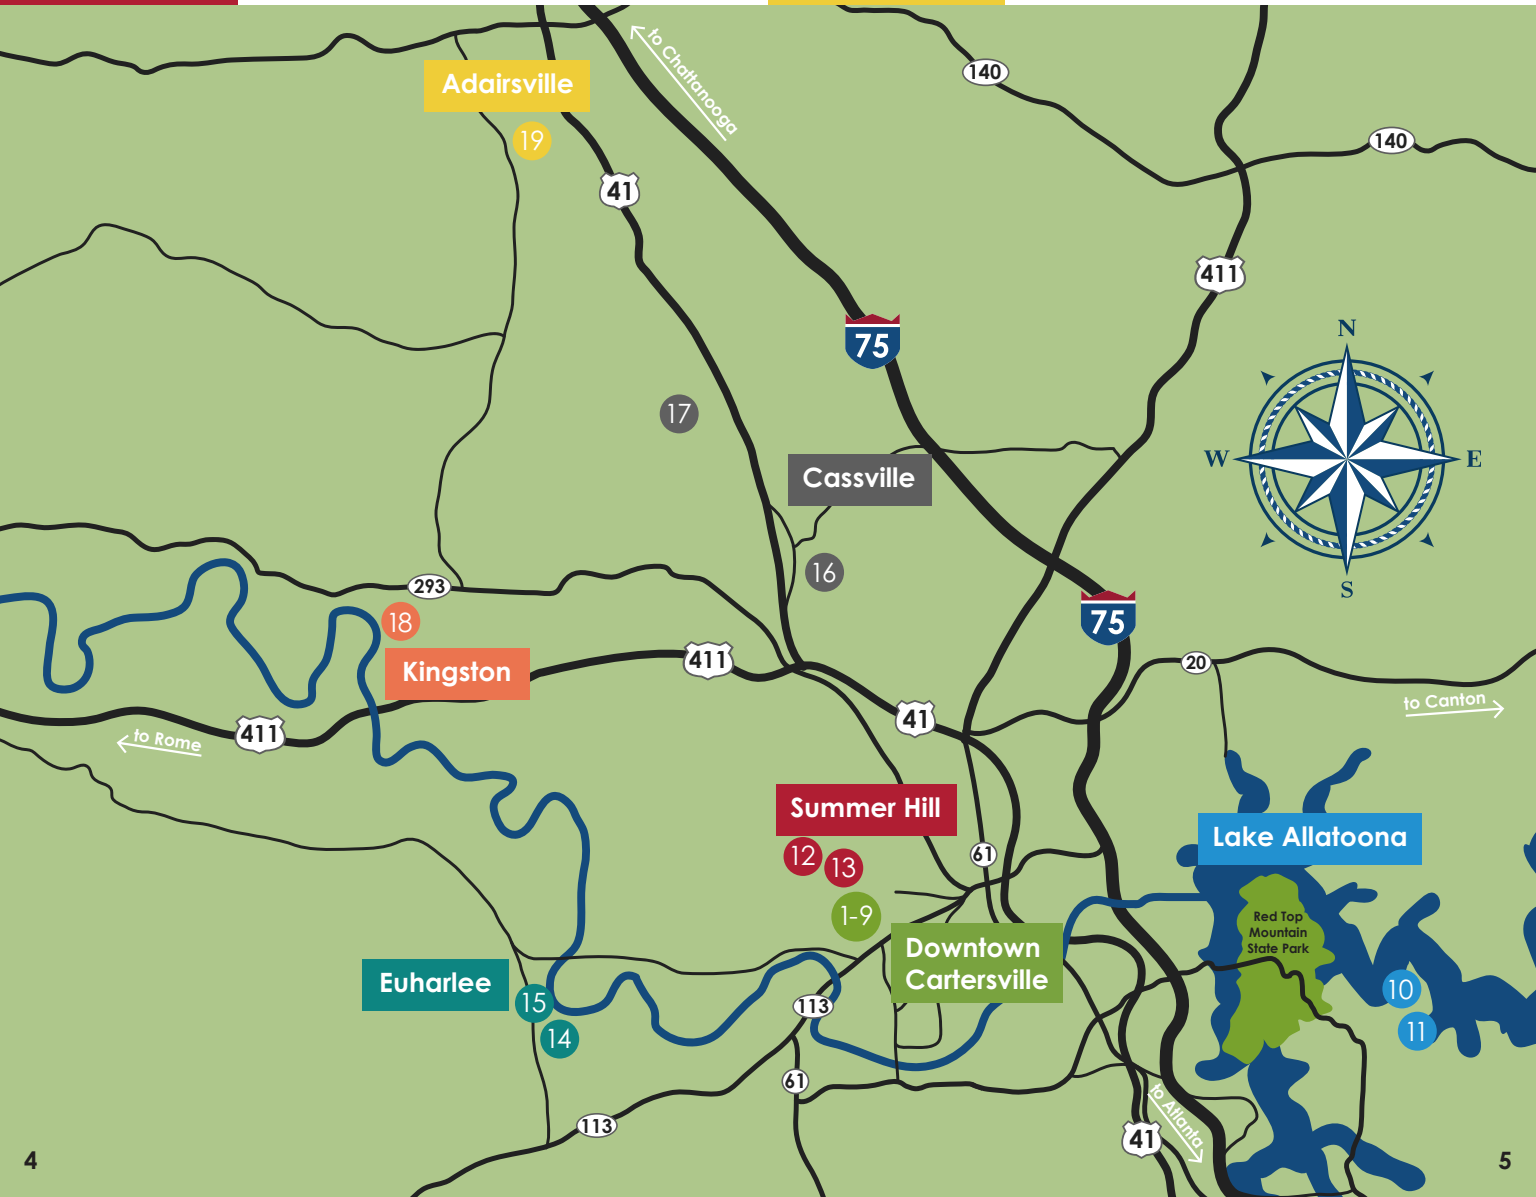 to Chattanooga
140
Adairsville
19
140
41
411
N
75
W
E
17
Cassville
16
S
293
18
75
411
20
Kingston
to Canton
41
411
to Rome
Summer Hill
Lake Allatoona
12
13
61
1-9
Red Top
Mountain
State Park
Downtown
Cartersville
Euharlee
10
15
113
11
14
61
to Atlanta
113
41
4
5